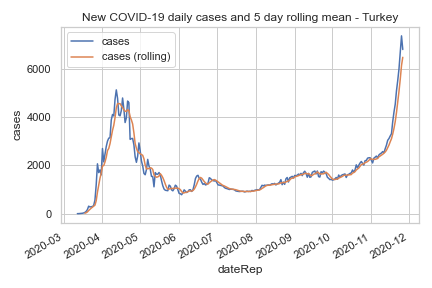 New COVID-19 daily cases and 5 day rolling mean - Turkey
cases
cases (rolling)
cases
6000
4000
2000
0
2020-03
2020-04
2020-05
2020-06
2020-07
2020-08
2020-09
2020-10
2020-11
2020-12
dateRep